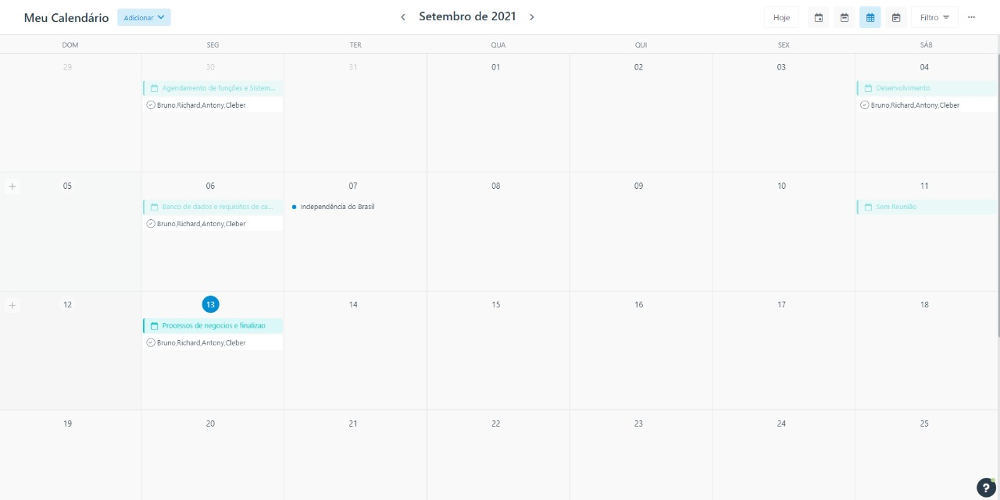 Meu Calendário Adicionar Setembro de 2021 Hoje Filtro
DOM SEG TER QUA QUI SEX SÁB
29 30 31 01 02 03 04
Agendamento de funções e Sistem... Desenvolvimento
Bruno,Richard,Antony,Cleber Bruno,Richard,Antony,Cleber
05 06 07 08 09 10 11
Banco de dados e requisitos de ca... Independência do Brasil Sem Reunião
Bruno,Richard,Antony,Cleber
12 13 14 15 16 17 18
Processos de negocios e finalizao
Bruno,Richard,Antony,Cleber
19 20 21 22 23 24 25
?